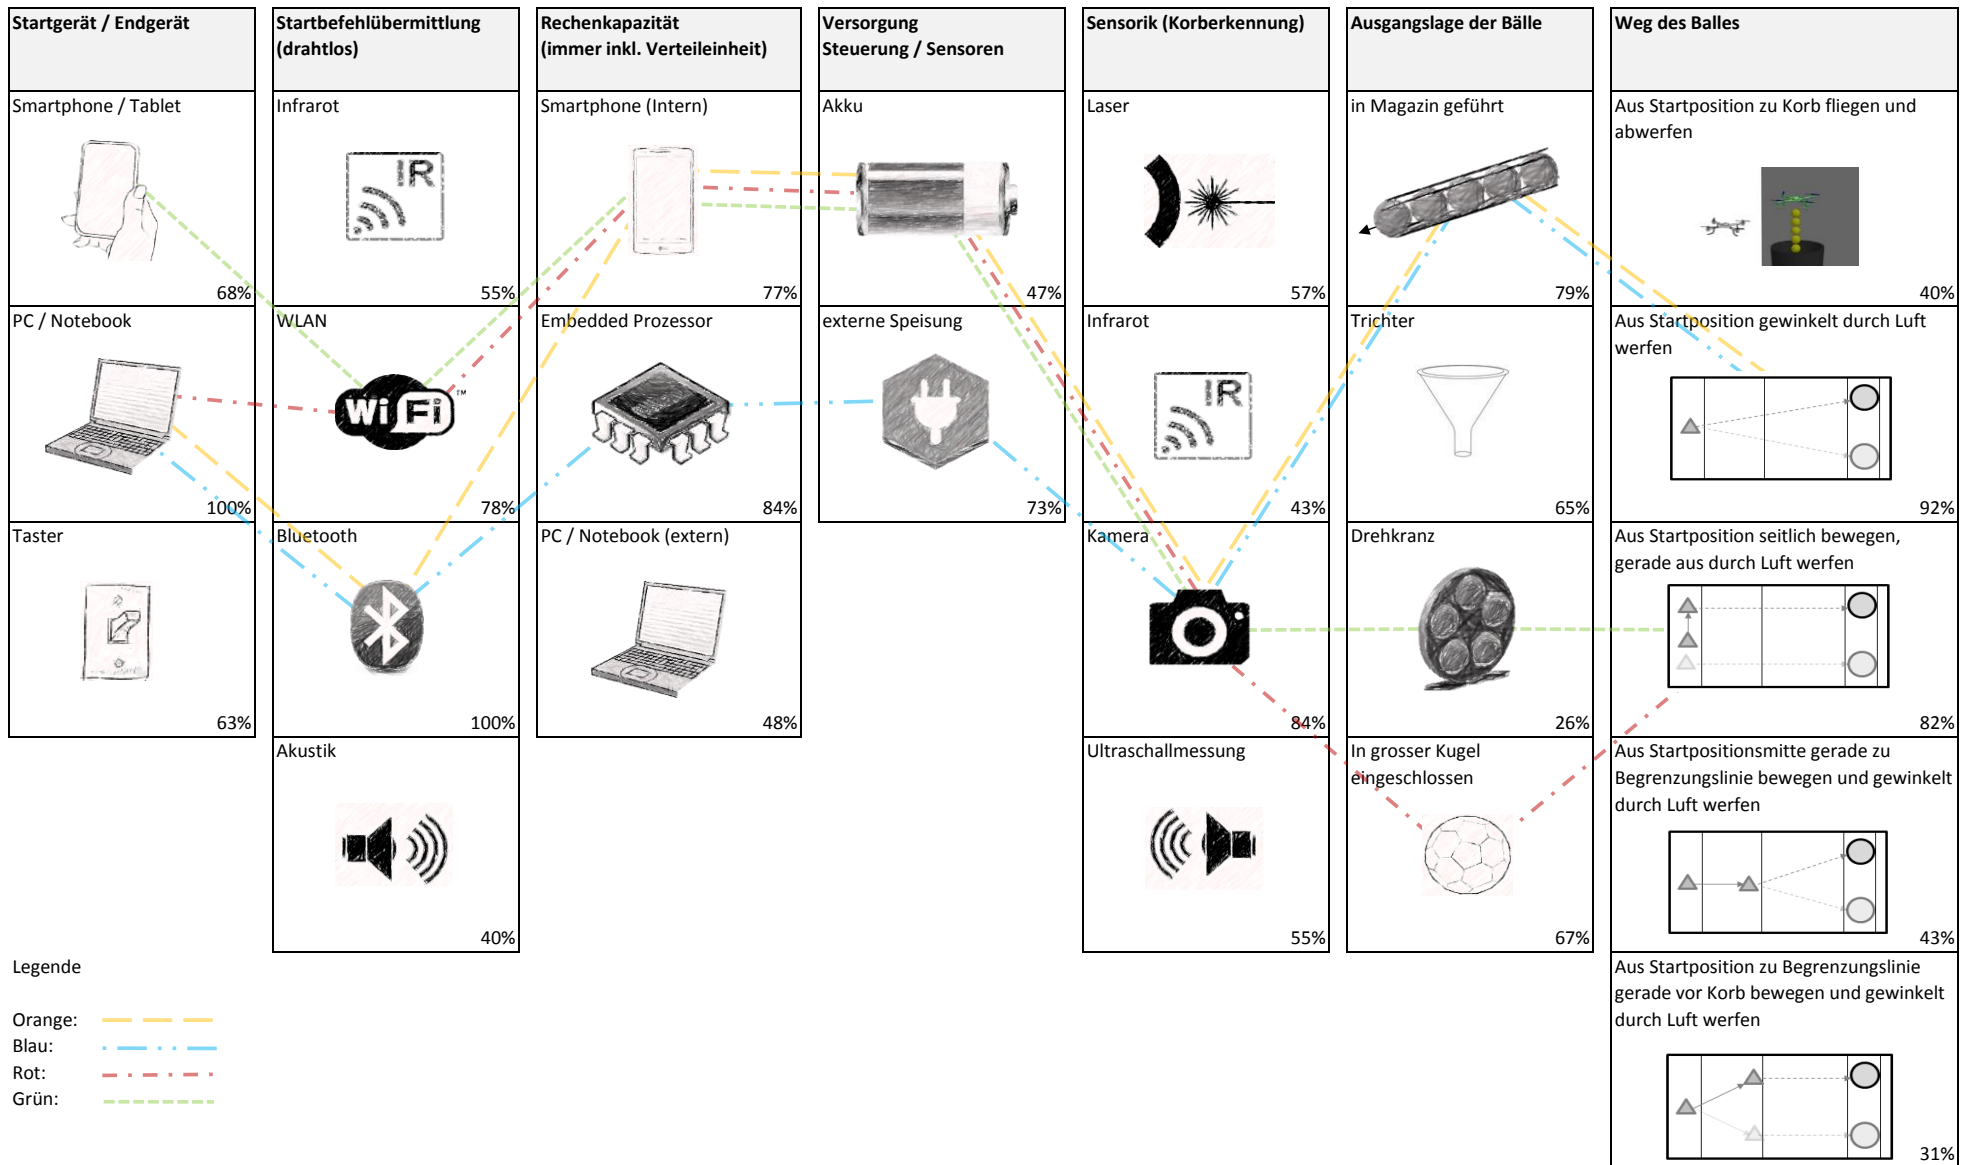 Startgerät / Endgerät
Startbefehlübermittlung
(drahtlos)
Rechenkapazität
(immer inkl. Verteileinheit)
Versorgung
Steuerung / Sensoren
Sensorik (Korberkennung)
Ausgangslage der Bälle
Weg des Balles
Smartphone / Tablet
68%
Infrarot
IR
55%
Smartphone (Intern)
77%
Akku
47%
Laser
57%
in Magazin geführt
79%
Aus Startposition zu Korb fliegen und
abwerfen
40%
PC / Notebook
100%
WLAN
Wi Fi ™
78%
Embedded Prozessor
84%
externe Speisung
73%
Infrarot
IR
43%
Trichter
65%
Aus Startposition gewinkelt durch Luft
werfen
92%
Taster
63%
Bluetooth
100%
PC / Notebook (extern)
48%
Kamera
84%
Drehkranz
26%
Aus Startposition seitlich bewegen,
gerade aus durch Luft werfen
82%
Akustik
40%
Ultraschallmessung
55%
In grosser Kugel
eingeschlossen
67%
Aus Startpositionsmitte gerade zu
Begrenzungslinie bewegen und gewinkelt
durch Luft werfen
43%
Aus Startposition zu Begrenzungslinie
gerade vor Korb bewegen und gewinkelt
durch Luft werfen
31%
Legende
Orange:
Blau:
Rot:
Grün: